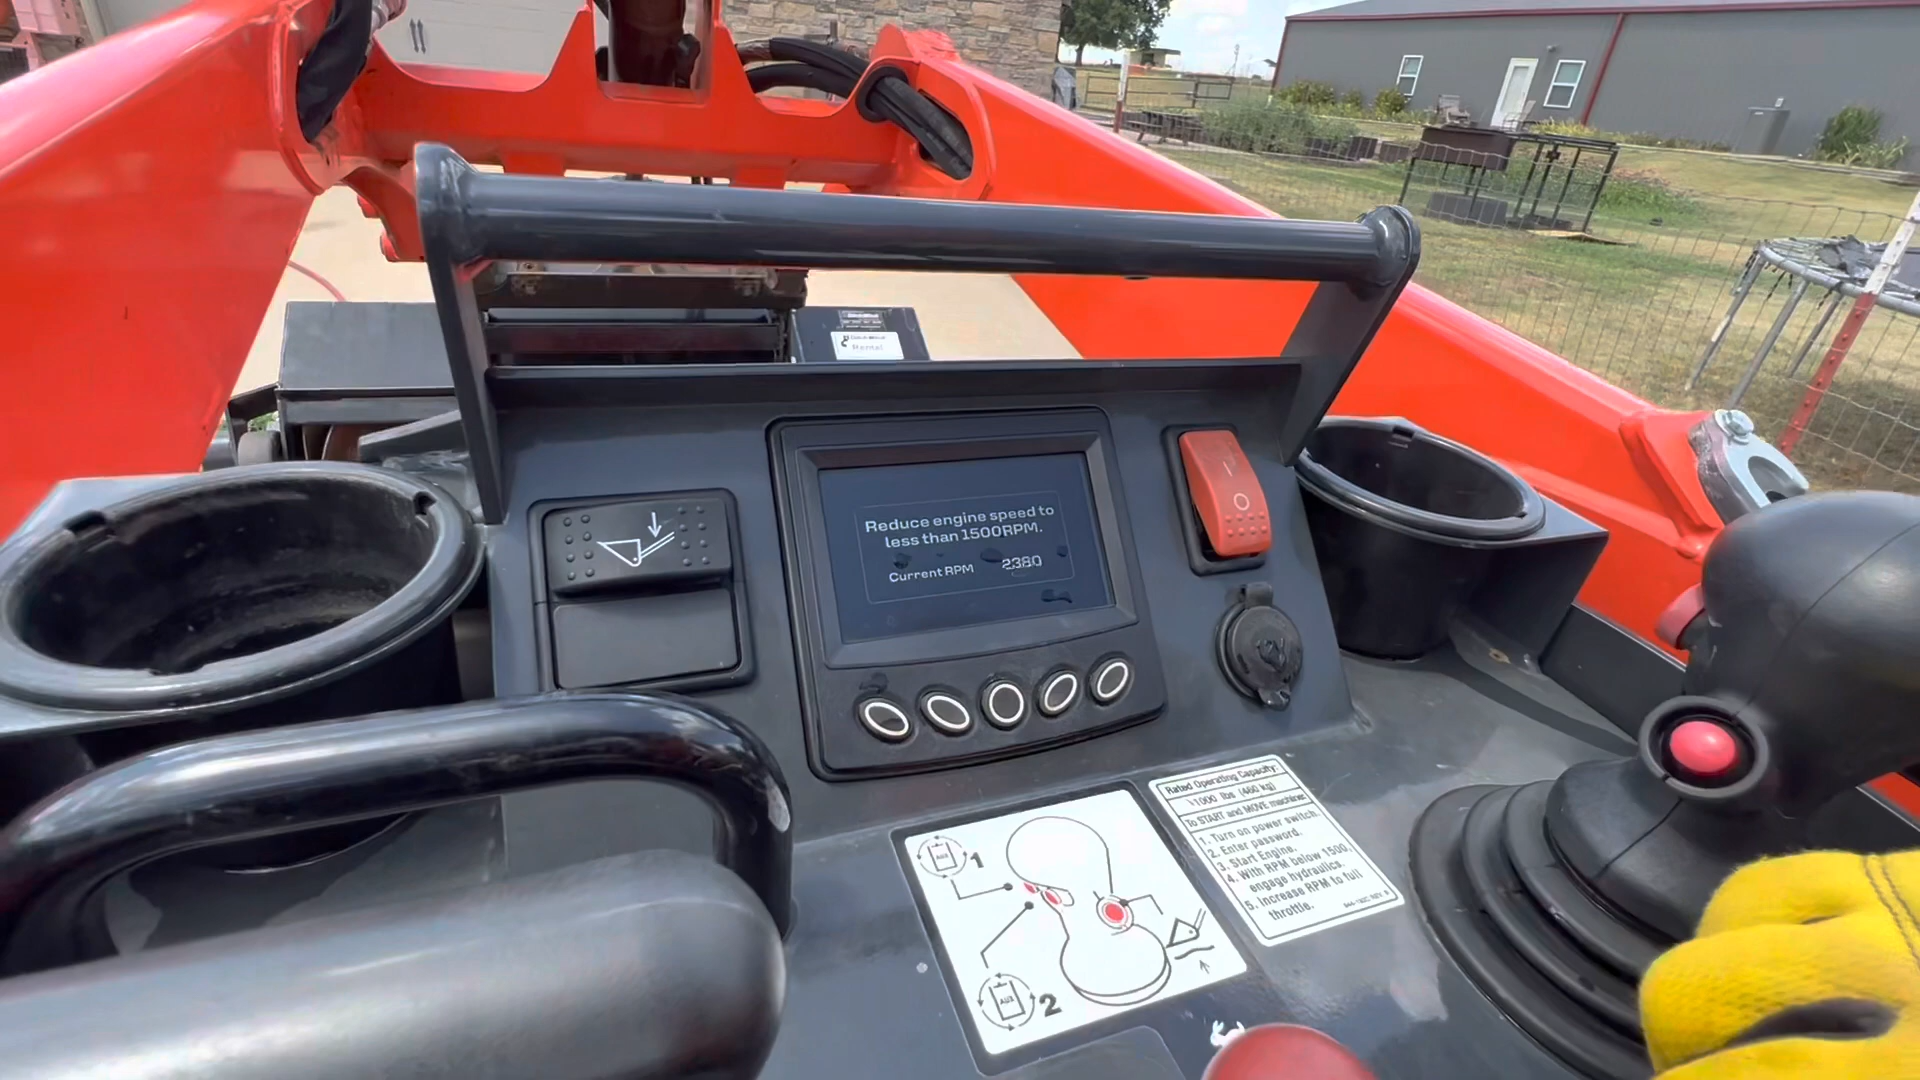 Rental
Reduce engine speed to
less than 1500RPM.
Current RPM 2380
Rated Operating Capacity:
1000 lbs (460 kg)
To START and MOVE machine:
1. Turn on power switch.
2. Enter password.
3. Start Engine.
4. With RPM below 1500,
engage hydraulics.
5. Increase RPM to full
throttle.
AUX 1
AUX 2